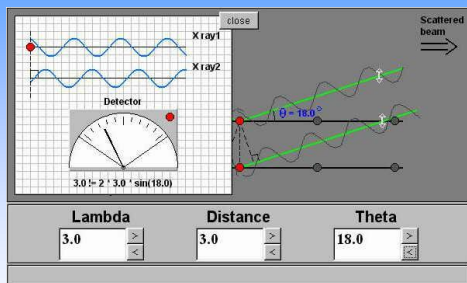 close
Scattered
beam
X ray1
X ray2
Detector
θ = 18.0°
3.0 != 2 * 3.0 * sin(18.0)
Lambda
Distance
Theta
3.0
>
<
3.0
>
<
18.0
>
<